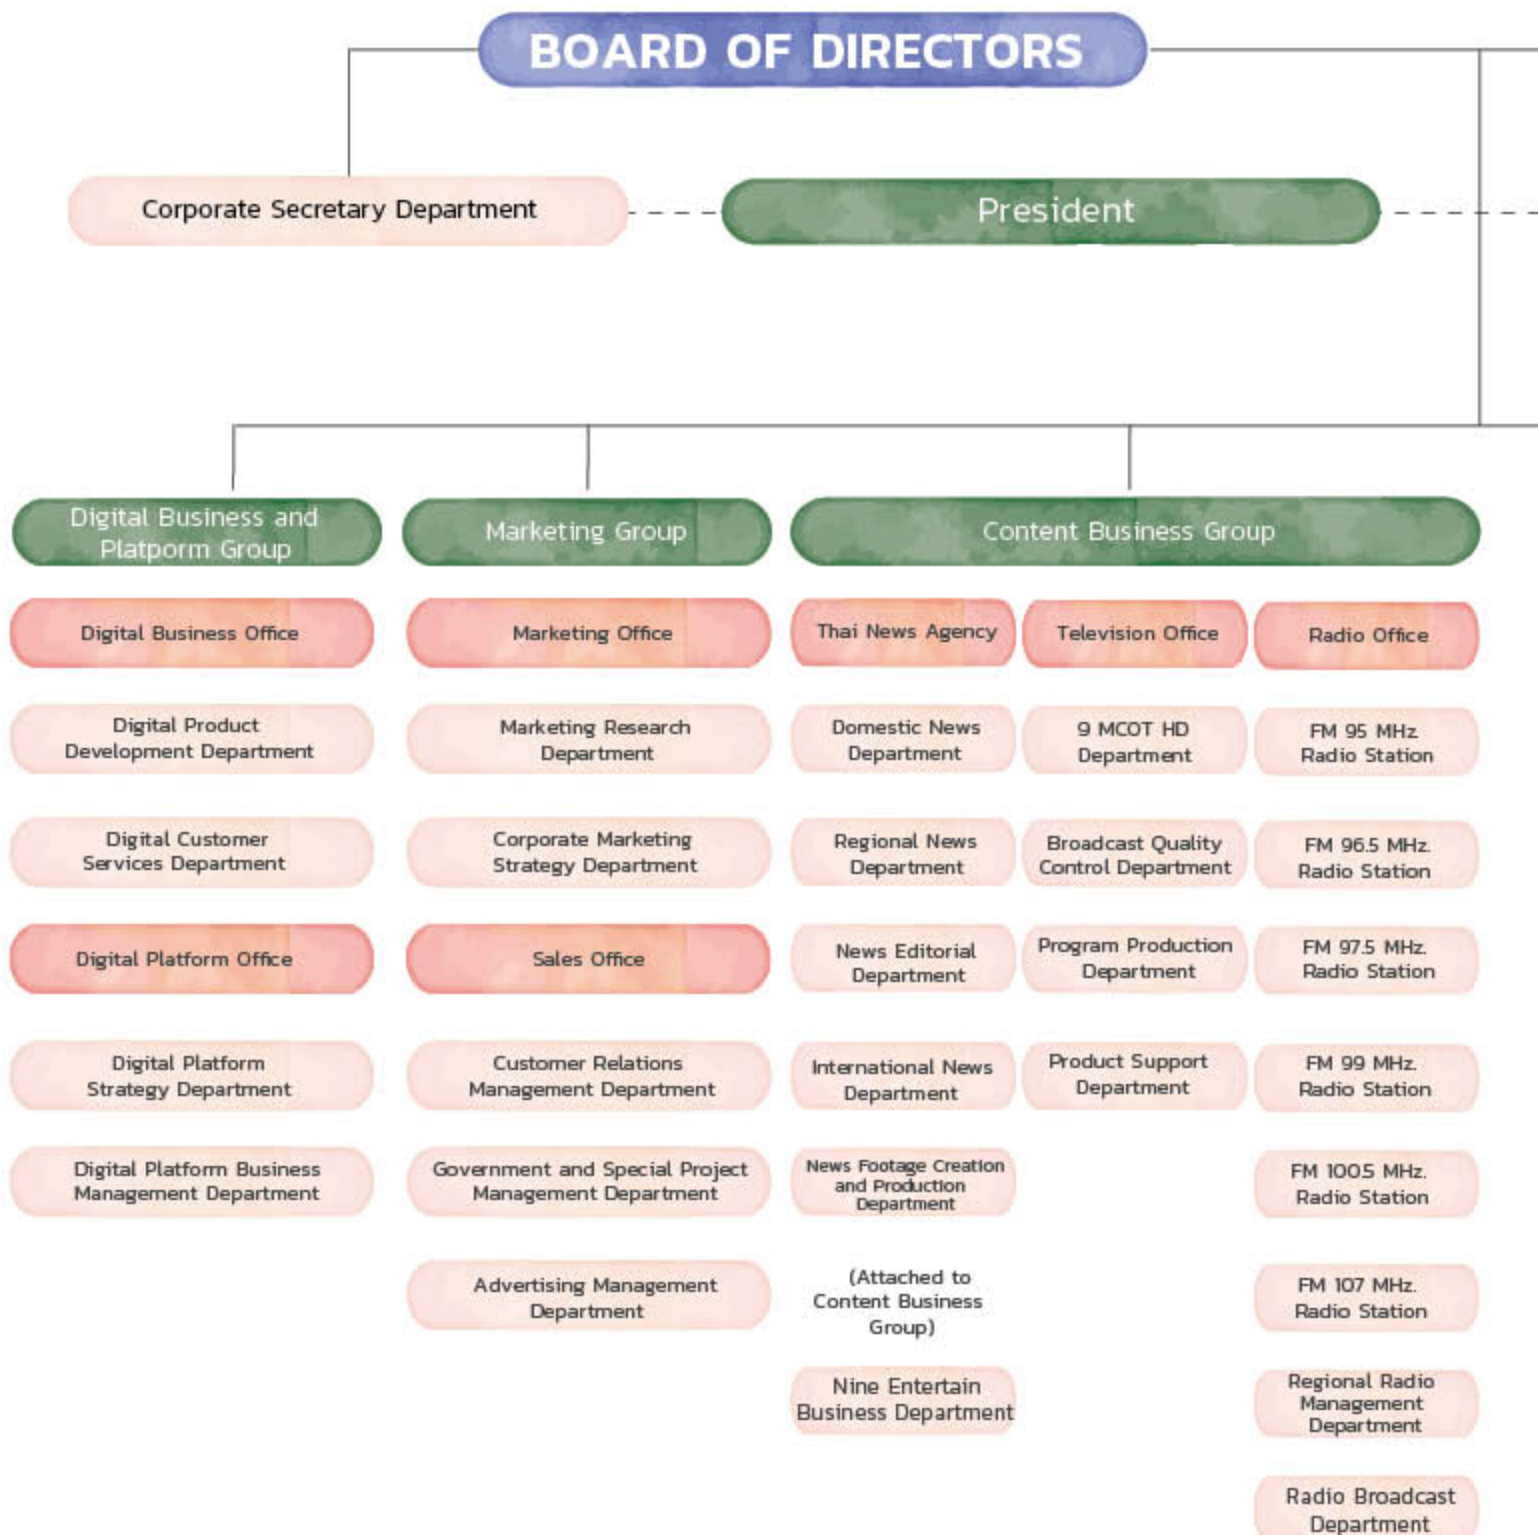 BOARD OF DIRECTORS
Corporate Secretary Department
President
Digital Business and
Platporm Group
Marketing Group
Content Business Group
Digital Business Office
Digital Product
Development Department
Digital Customer
Services Department
Digital Platform Office
Digital Platform
Strategy Department
Digital Platform Business
Management Department
Marketing Office
Marketing Research
Department
Corporate Marketing
Strategy Department
Sales Office
Customer Relations
Management Department
Government and Special Project
Management Department
Advertising Management
Department
Thai News Agency
Domestic News
Department
Regional News
Department
News Editorial
Department
International News
Department
News Footage Creation
and Production
Department
(Attached to
Content Business
Group)
Nine Entertain
Business Department
Television Office
9 MCOT HD
Department
Broadcast Quality
Control Department
Program Production
Department
Product Support
Department
Radio Office
FM 95 MHz.
Radio Station
FM 96.5 MHz.
Radio Station
FM 97.5 MHz.
Radio Station
FM 99 MHz.
Radio Station
FM 100.5 MHz.
Radio Station
FM 107 MHz.
Radio Station
Regional Radio
Management
Department
Radio Broadcast
Department